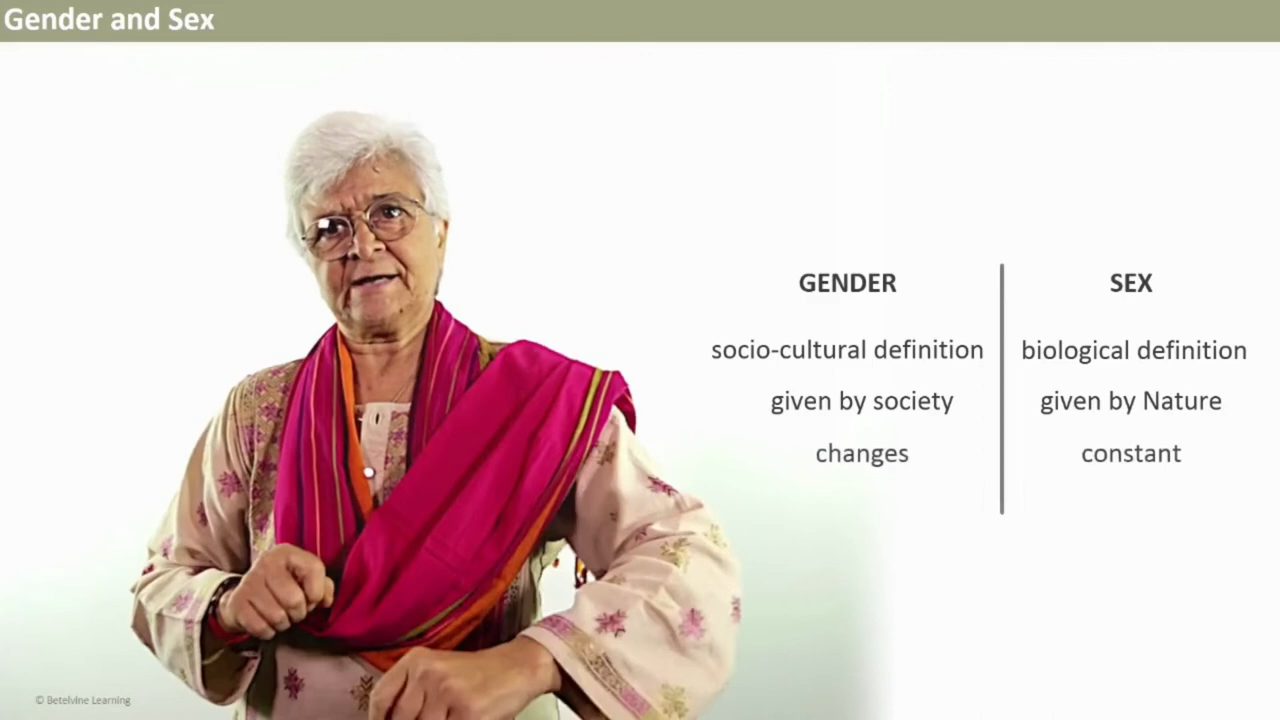 Gender and Sex
GENDER
socio-cultural definition
given by society
changes
SEX
biological definition
given by Nature
constant
© Betelvine Learning